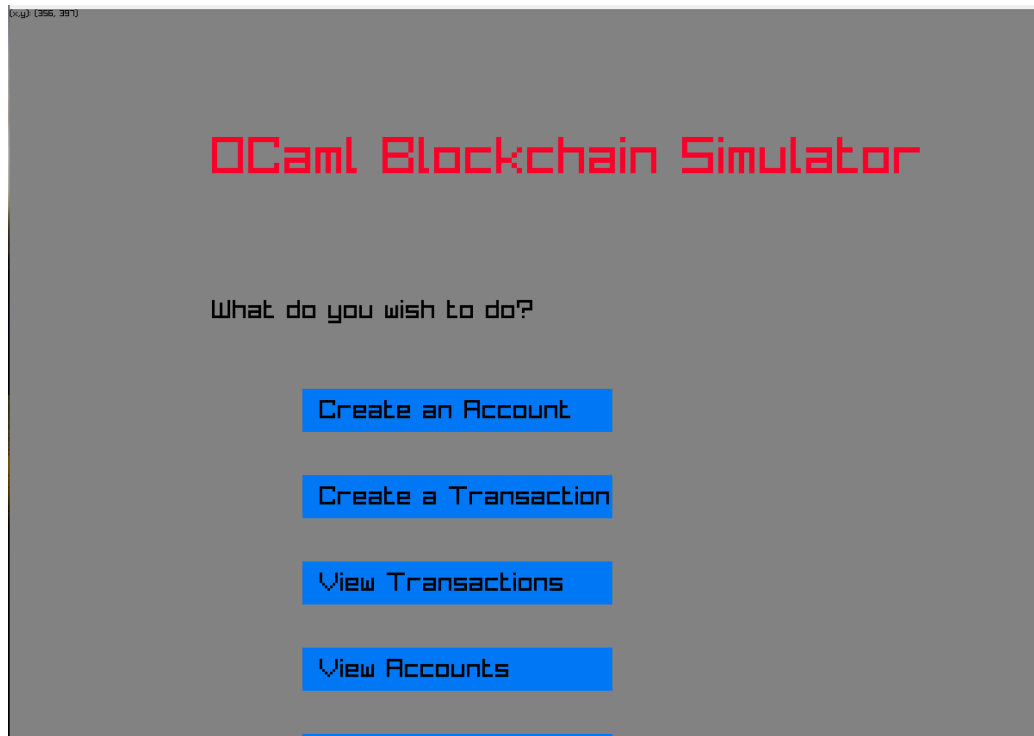 (x,y): (356, 397)
OCaml Blockchain Simulator
What do you wish to do?
Create an Account
Create a Transaction
View Transactions
View Accounts